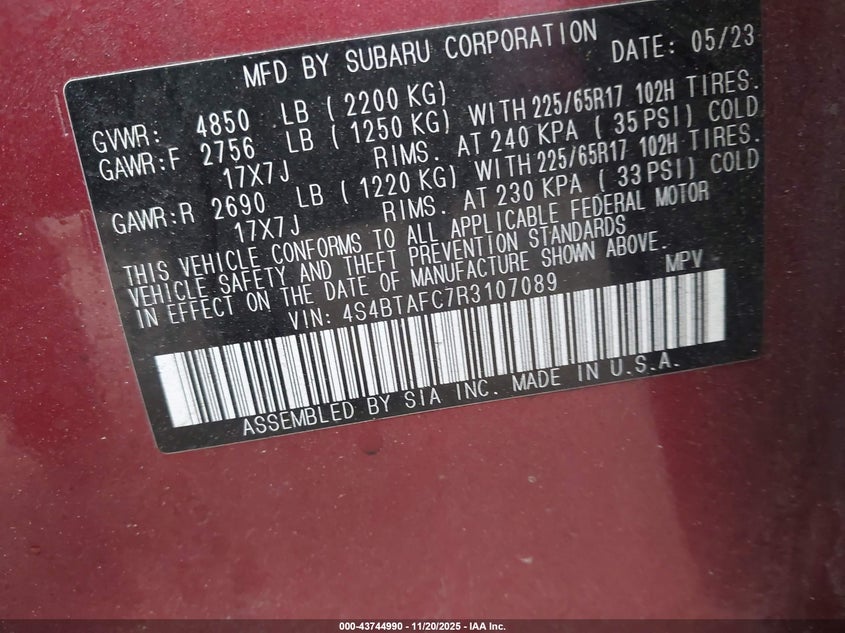 MFD BY SUBARU CORPORATION DATE: 05/23
GVWR: 4850 LB ( 2200 KG)
GAWR:F 2756 LB ( 1250 KG) WITH 225/65R17 102H TIRES.
17X7J RIMS. AT 240 KPA ( 35 PSI) COLD
GAWR:R 2690 LB ( 1220 KG) WITH 225/65R17 102H TIRES.
17X7J RIMS. AT 230 KPA ( 33 PSI) COLD
THIS VEHICLE CONFORMS TO ALL APPLICABLE FEDERAL MOTOR
VEHICLE SAFETY AND THEFT PREVENTION STANDARDS
IN EFFECT ON THE DATE OF MANUFACTURE SHOWN ABOVE.
VIN: 4S4BTAFC7R3107089 MPV
ASSEMBLED BY SIA INC. MADE IN U.S.A.
000-43744990 - 11/20/2025 - IAA Inc.